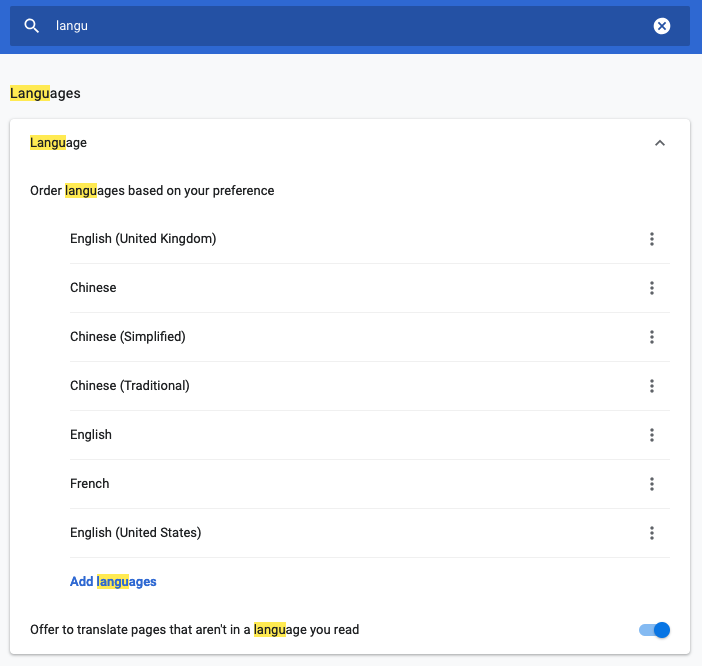 langu
Languages
Language
Order languages based on your preference
English (United Kingdom)
Chinese
Chinese (Simplified)
Chinese (Traditional)
English
French
English (United States)
Add languages
Offer to translate pages that aren't in a language you read